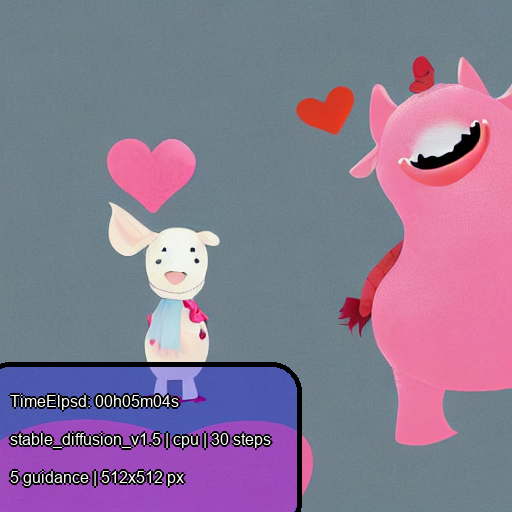 TimeElpsd: 00h05m04s
stable_diffusion_v1.5 | cpu | 30 steps
5 guidance | 512x512 px